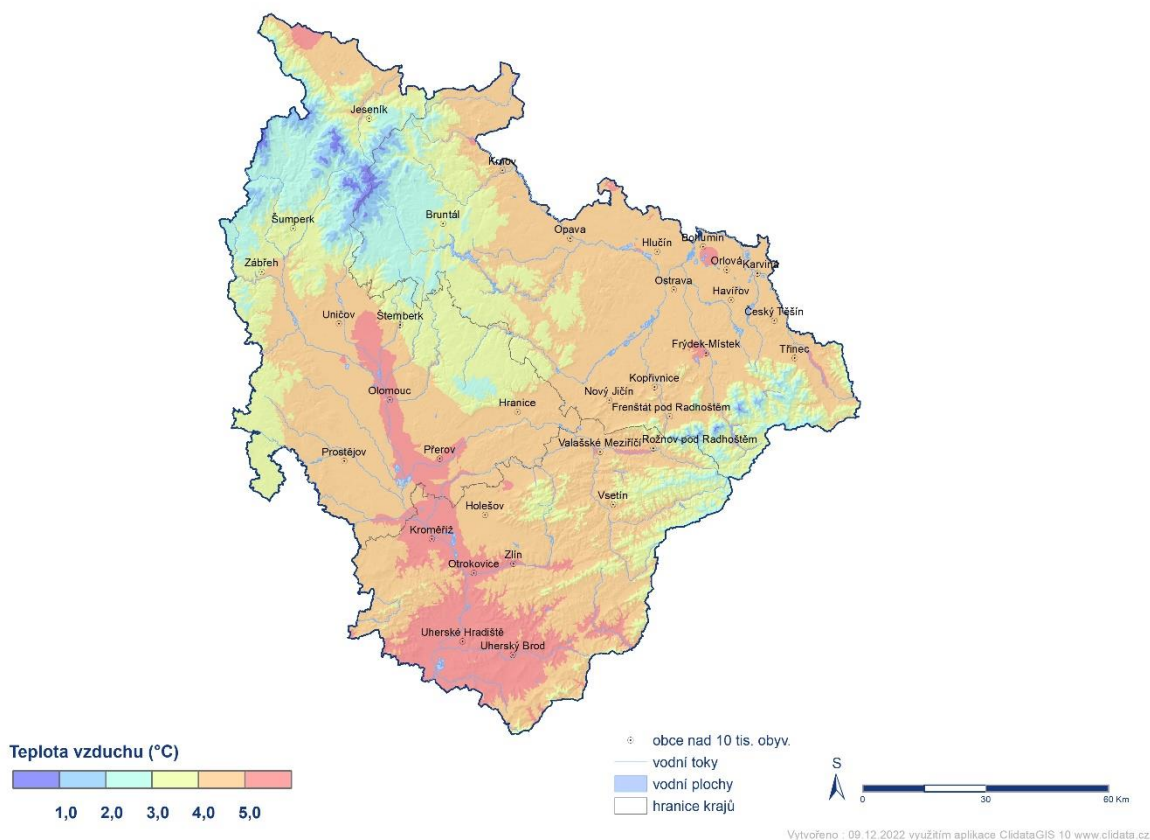 Jeseník
Krnov
Šumperk
Bruntál
Opava
Hlučín
Bohumín
Zábřeh
Orlová
Karviná
Ostrava
Havířov
Uničov
Štemberk
Český Těšín
Frýdek-Místek
Třinec
Olomouc
Kopřivnice
Nový Jičín
Hranice
Frenštát pod Radhoštěm
Prostějov
Přerov
Valašské Meziříčí
Rožnov pod Radhoštěm
Holešov
Vsetín
Kroměříž
Otrokovice
Zlín
Uherské Hradiště
Uherský Brod
Teplota vzduchu (°C)
1,0 2,0 3,0 4,0 5,0
obce nad 10 tis. obyv.
vodní toky
vodní plochy
hranice krajů
S
0 30 60 Km
Vytvořeno : 09.12.2022 využitím aplikace ClidataGIS 10 www.clidata.cz